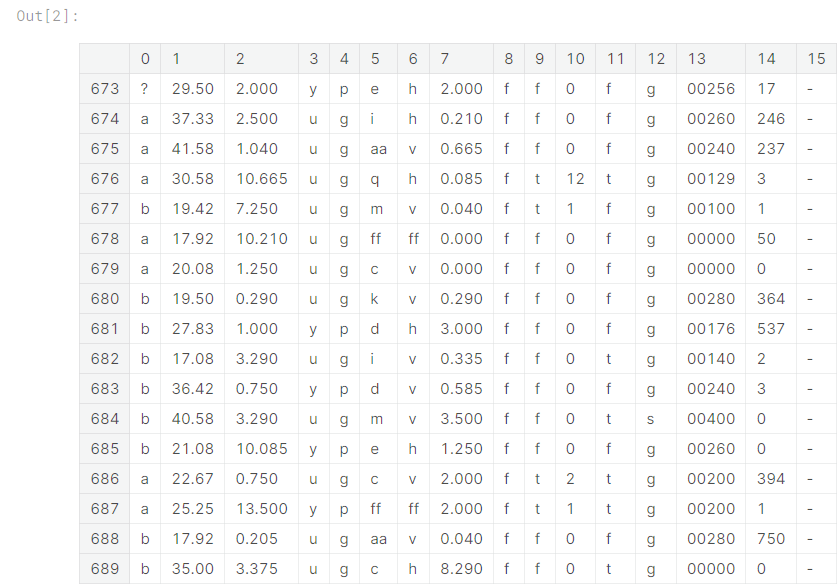 Out[2]:
0 1 2 3 4 5 6 7 8 9 10 11 12 13 14 15
673 ? 29.50 2.000 y p e h 2.000 f f 0 f g 00256 17 -
674 a 37.33 2.500 u g i h 0.210 f f 0 f g 00260 246 -
675 a 41.58 1.040 u g aa v 0.665 f f 0 f g 00240 237 -
676 a 30.58 10.665 u g q h 0.085 f t 12 t g 00129 3 -
677 b 19.42 7.250 u g m v 0.040 f t 1 f g 00100 1 -
678 a 17.92 10.210 u g ff ff 0.000 f f 0 f g 00000 50 -
679 a 20.08 1.250 u g c v 0.000 f f 0 f g 00000 0 -
680 b 19.50 0.290 u g k v 0.290 f f 0 f g 00280 364 -
681 b 27.83 1.000 y p d h 3.000 f f 0 f g 00176 537 -
682 b 17.08 3.290 u g i v 0.335 f f 0 t g 00140 2 -
683 b 36.42 0.750 y p d v 0.585 f f 0 f g 00240 3 -
684 b 40.58 3.290 u g m v 3.500 f f 0 t s 00400 0 -
685 b 21.08 10.085 y p e h 1.250 f f 0 f g 00260 0 -
686 a 22.67 0.750 u g c v 2.000 f t 2 t g 00200 394 -
687 a 25.25 13.500 y p ff ff 2.000 f t 1 t g 00200 1 -
688 b 17.92 0.205 u g aa v 0.040 f f 0 f g 00280 750 -
689 b 35.00 3.375 u g c h 8.290 f f 0 t g 00000 0 -